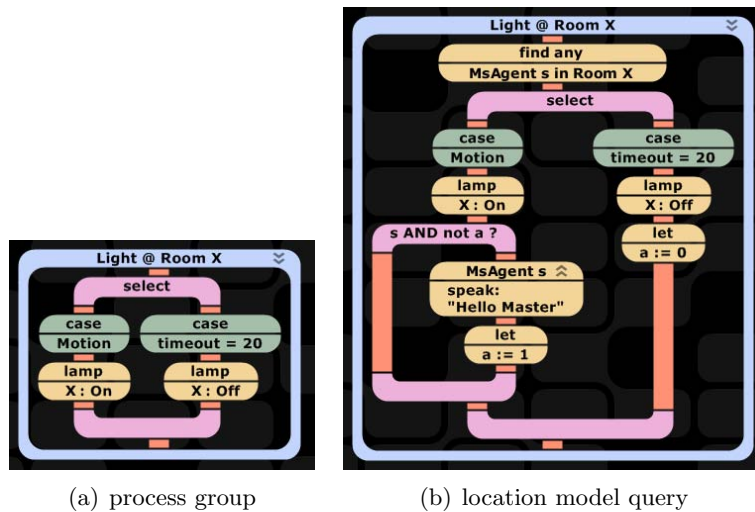 Light @ Room X
select
case
Motion
case
timeout = 20
lamp
X : On
lamp
X : Off
(a) process group
Light @ Room X
find any
MsAgent s in Room X
select
case
Motion
case
timeout = 20
lamp
X : On
lamp
X : Off
s AND not a ?
let
a := 0
MsAgent s
speak:
"Hello Master"
let
a := 1
(b) location model query